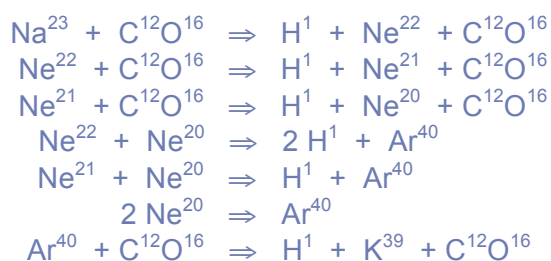 Na²³ + C¹²O¹⁶ ⇒ H¹ + Ne²² + C¹²O¹⁶
Ne²² + C¹²O¹⁶ ⇒ H¹ + Ne²¹ + C¹²O¹⁶
Ne²¹ + C¹²O¹⁶ ⇒ H¹ + Ne²⁰ + C¹²O¹⁶
Ne²² + Ne²⁰ ⇒ 2 H¹ + Ar⁴⁰
Ne²¹ + Ne²⁰ ⇒ H¹ + Ar⁴⁰
2 Ne²⁰ ⇒ Ar⁴⁰
Ar⁴⁰ + C¹²O¹⁶ ⇒ H¹ + K³⁹ + C¹²O¹⁶